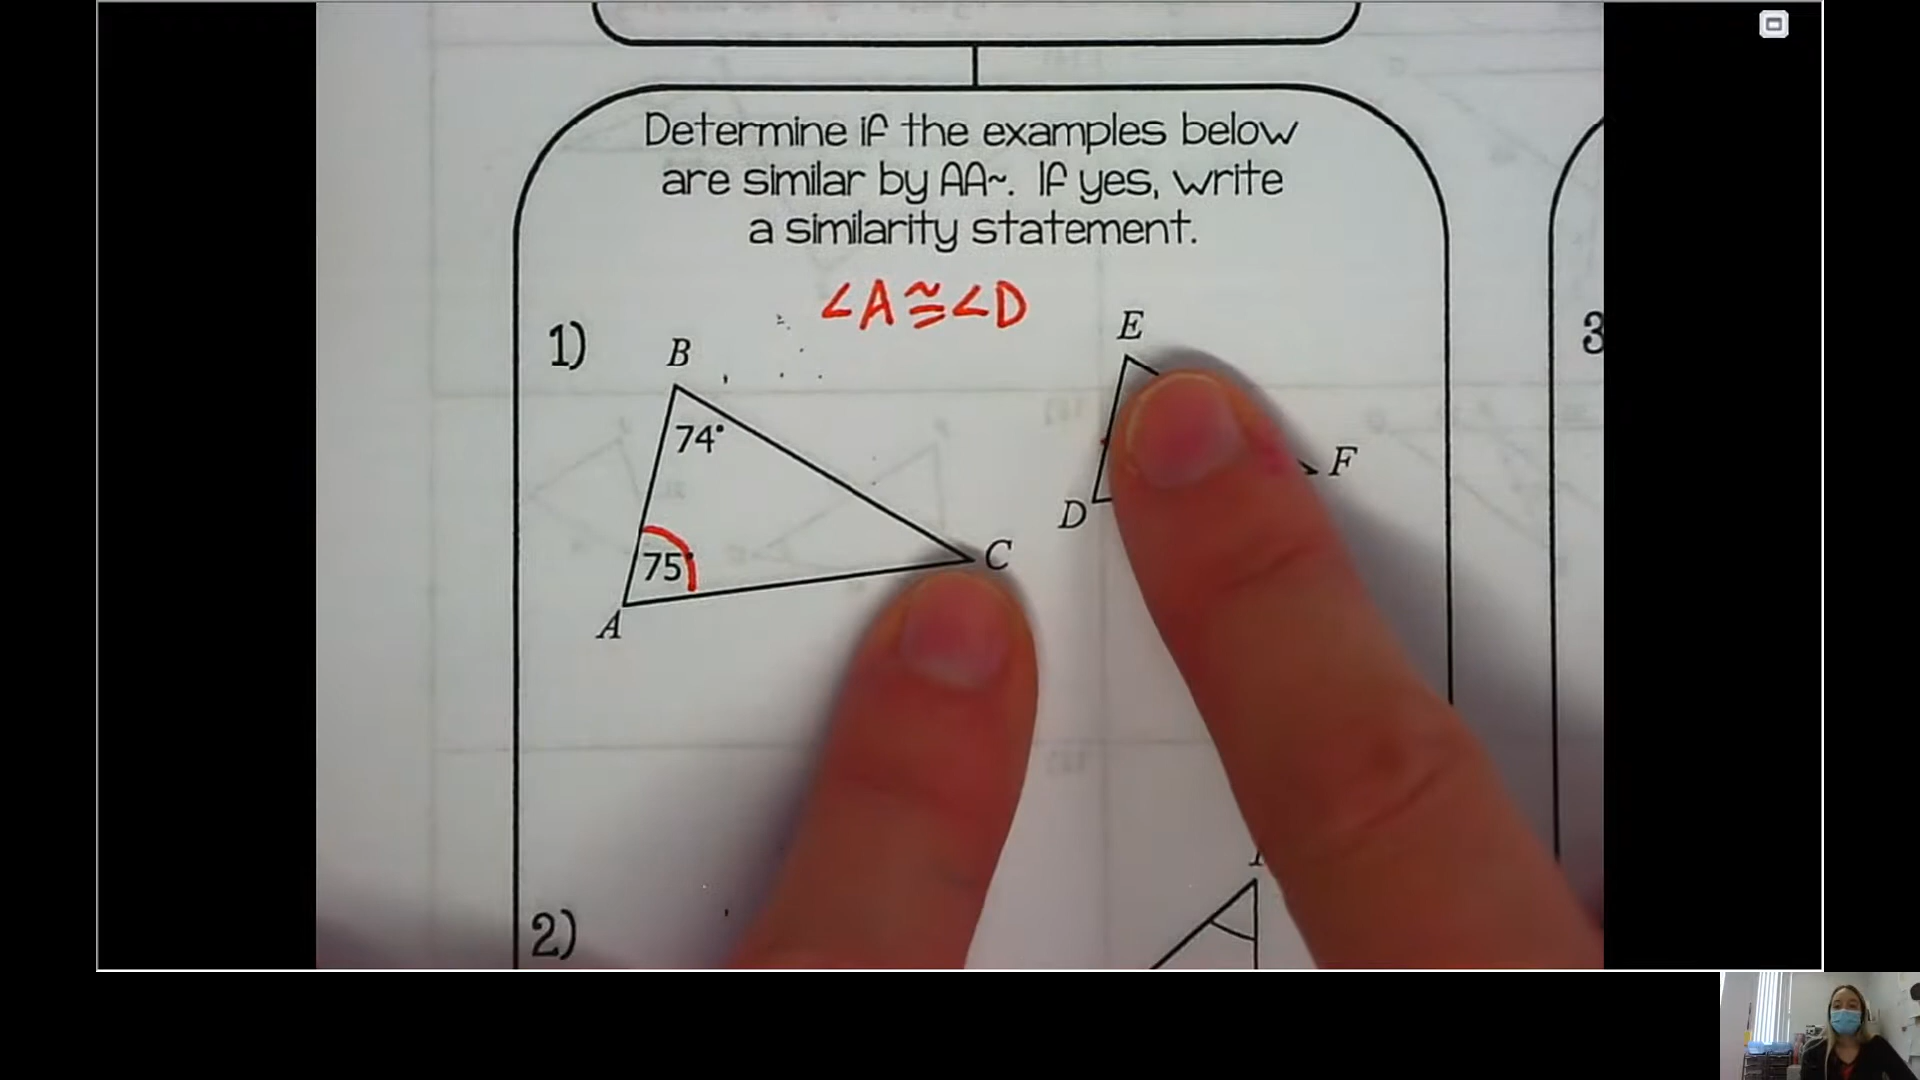 Determine if the examples below
are similar by AA~. If yes, write
a similarity statement.
∠A≅∠D
1)
B
74°
75°
A
C
E
D
F
3
2)